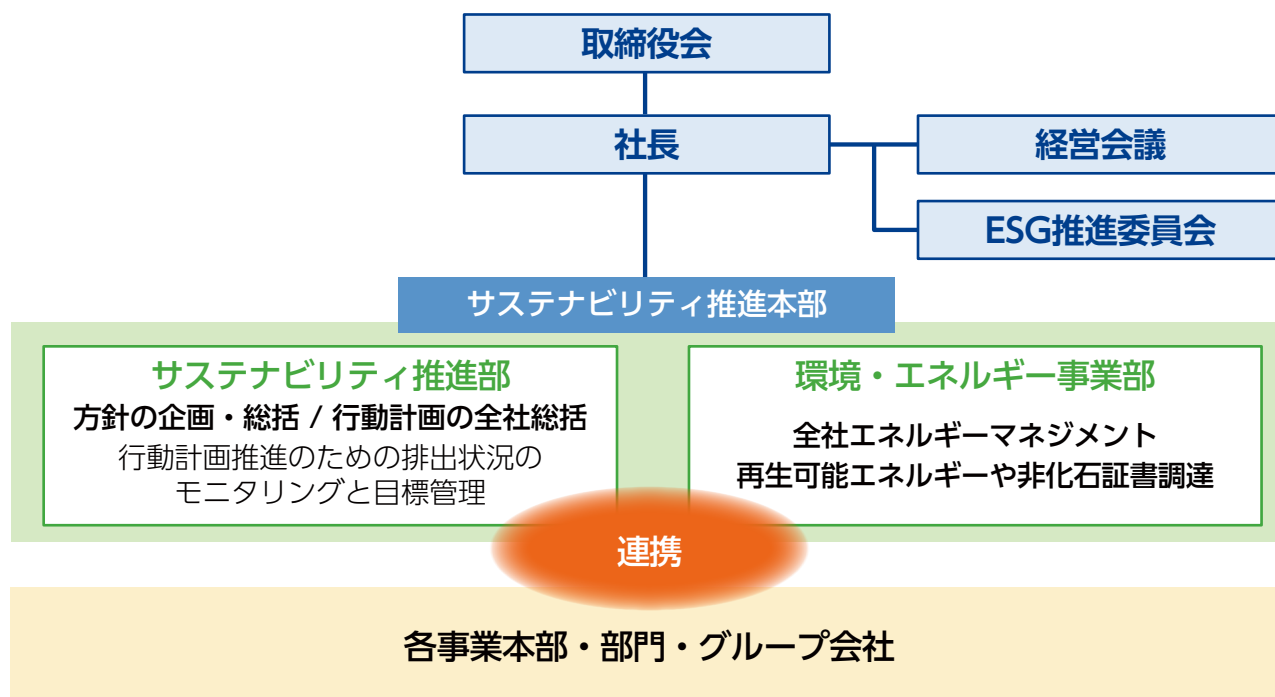 取締役会
社長
経営会議
ESG推進委員会
サステナビリティ推進本部
サステナビリティ推進部
方針の企画・総括 / 行動計画の全社総括
行動計画推進のための排出状況の
モニタリングと目標管理
環境・エネルギー事業部
全社エネルギーマネジメント
再生可能エネルギーや非化石証書調達
連携
各事業本部・部門・グループ会社